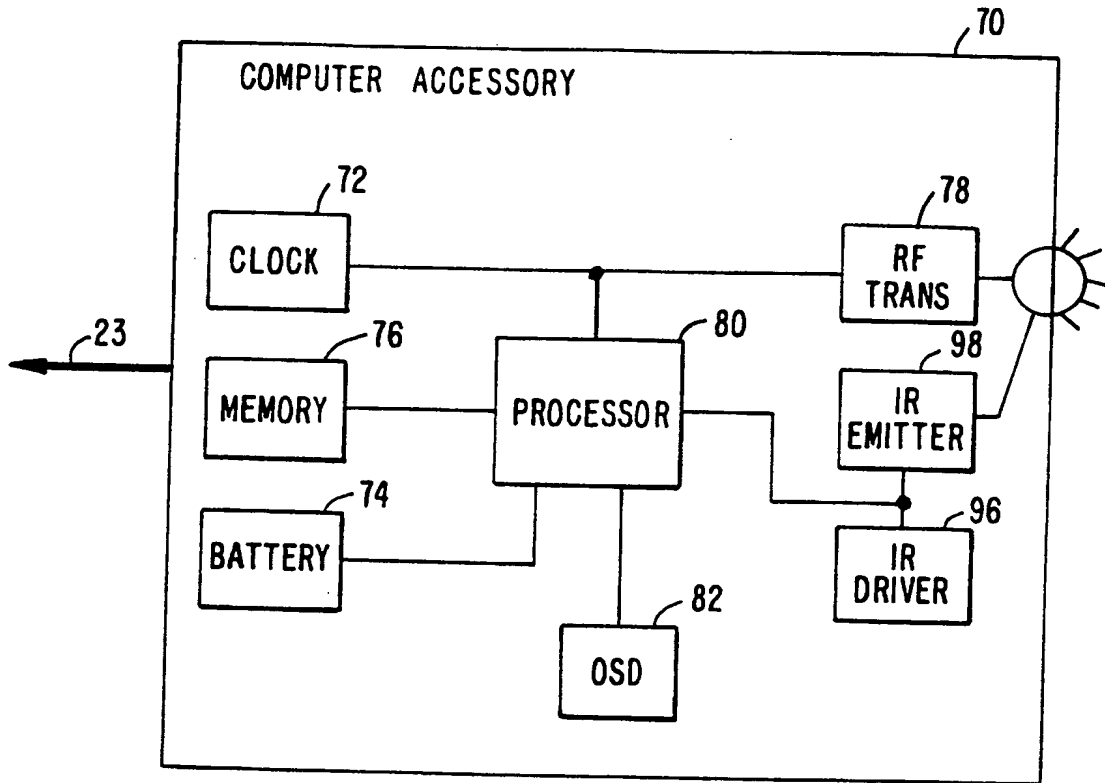 70
COMPUTER ACCESSORY
72
CLOCK
78
RF
TRANS
23
76
MEMORY
80
PROCESSOR
98
IR
EMITTER
74
BATTERY
96
IR
DRIVER
82
OSD